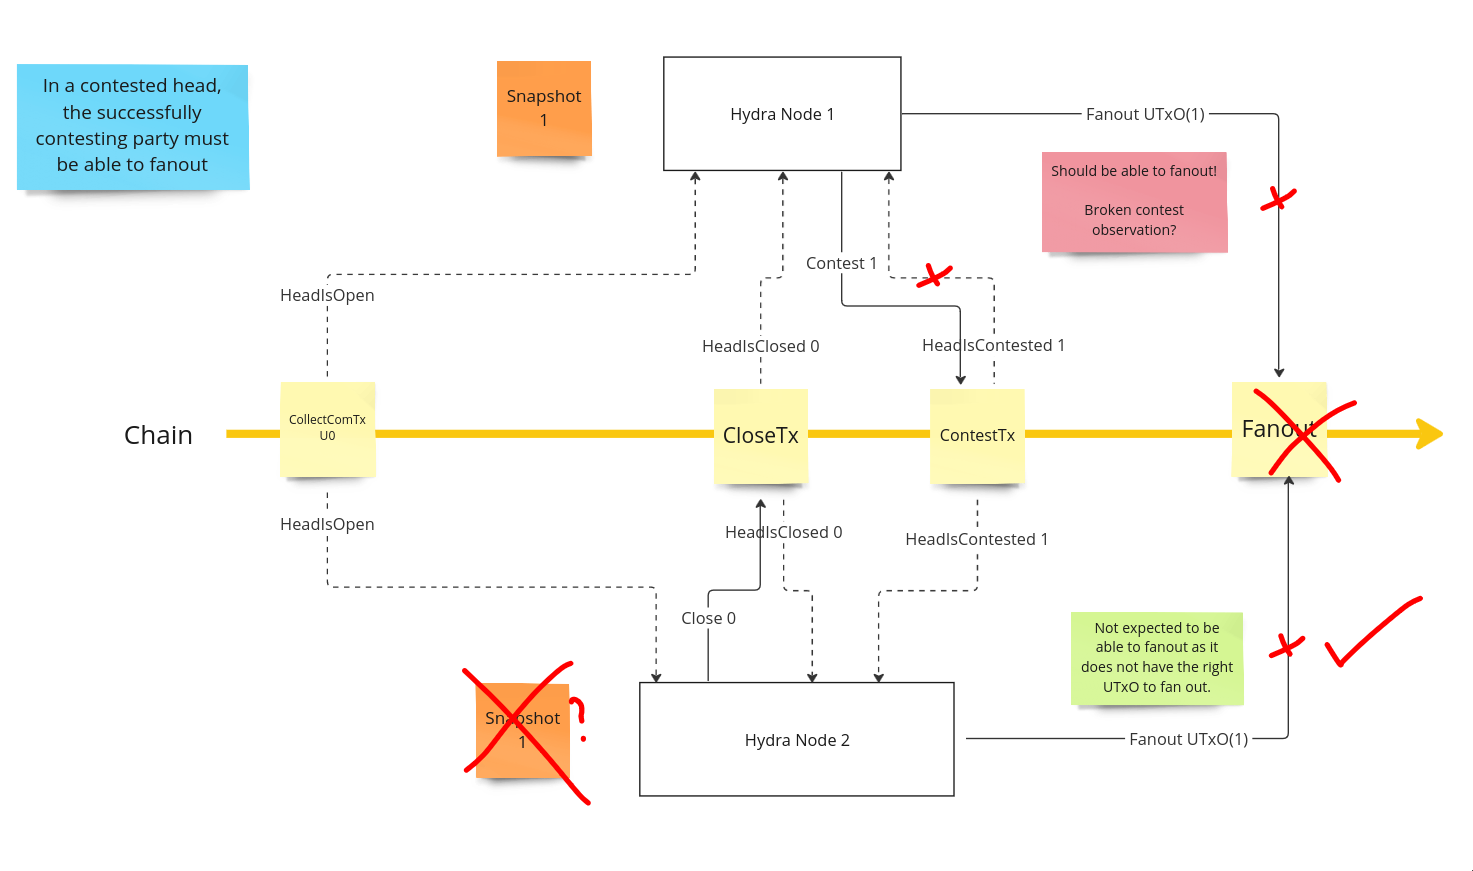 In a contested head,
the successfully
contesting party must
be able to fanout
Snapshot
1
Hydra Node 1
Fanout UTxO(1)
Should be able to fanout!
Broken contest
observation?
Contest 1
HeadIsOpen
HeadIsClosed 0
HeadIsContested 1
Chain
CollectComTx
U0
CloseTx
ContestTx
Fanout
HeadIsOpen
HeadIsClosed 0
HeadIsContested 1
Close 0
Snapshot
1
?
Hydra Node 2
Not expected to be
able to fanout as it
does not have the right
UTxO to fan out.
Fanout UTxO(1)